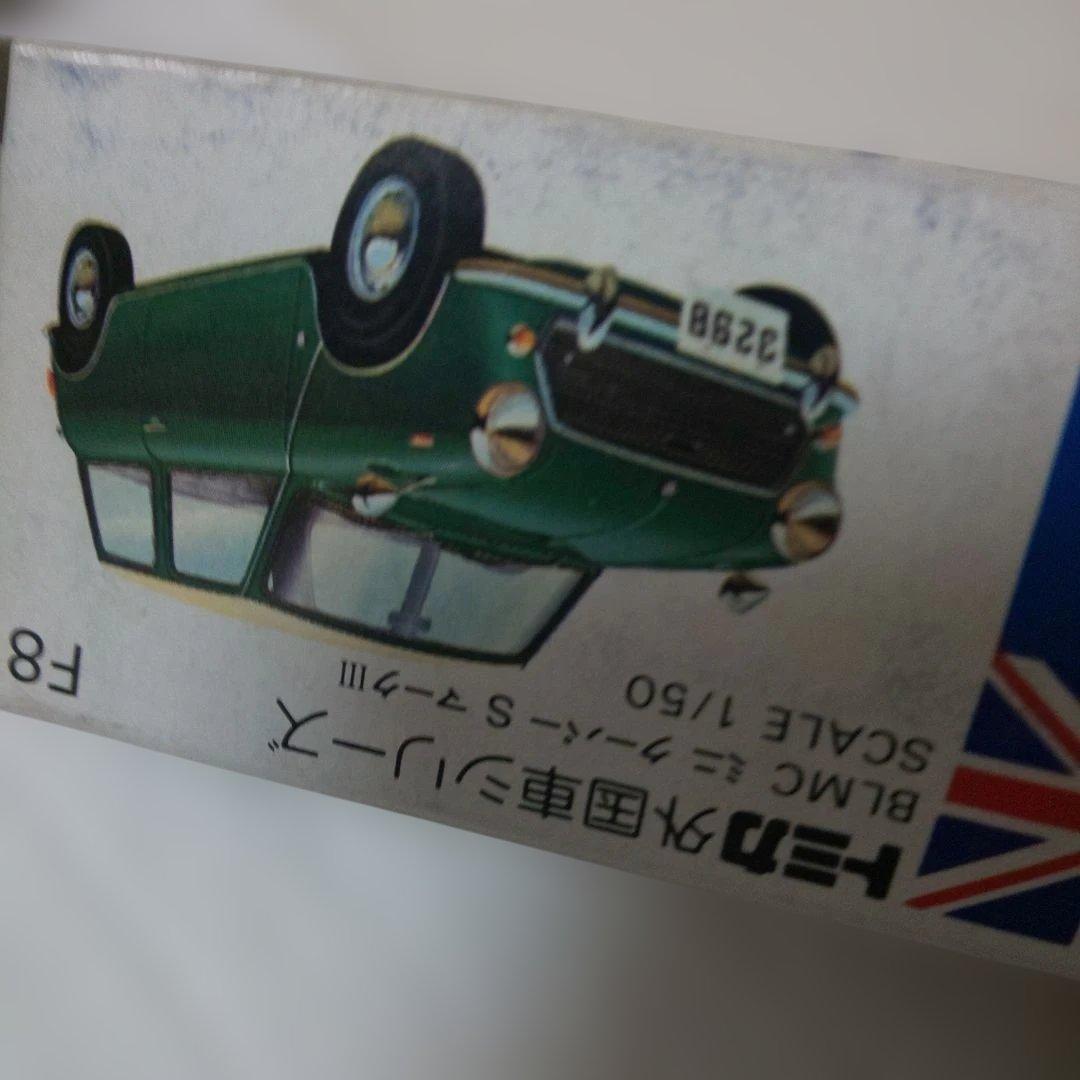 トミカ外国車シリーズ F8
BLMC ミニ クーパー S マークIII
SCALE 1/50
3298